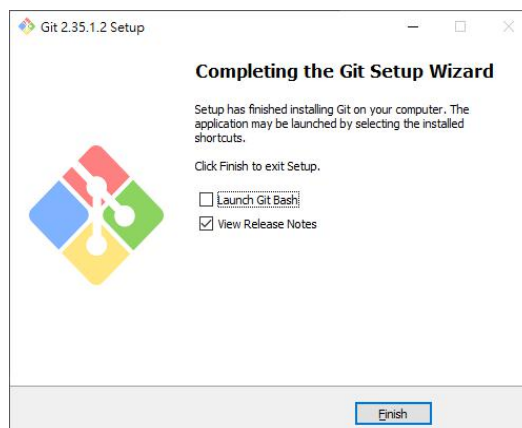 Git 2.35.1.2 Setup
Completing the Git Setup Wizard
Setup has finished installing Git on your computer. The
application may be launched by selecting the installed
shortcuts.
Click Finish to exit Setup.
Launch Git Bash
View Release Notes
Finish